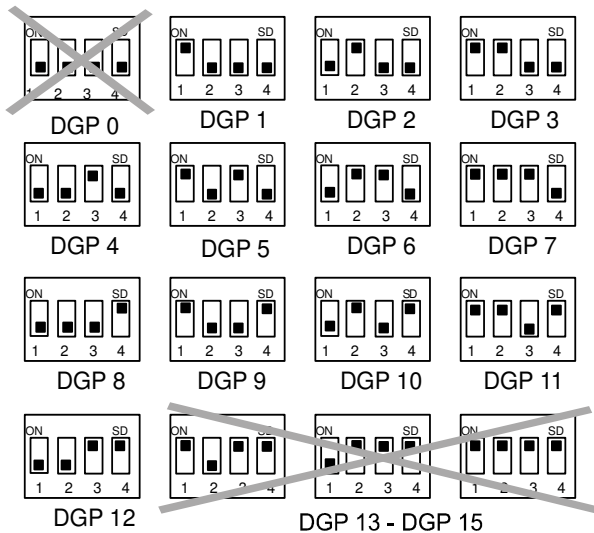 ON SD ON SD ON SD ON SD
1 2 3 4 1 2 3 4 1 2 3 4 1 2 3 4
DGP 0 DGP 1 DGP 2 DGP 3
ON SD ON SD ON SD ON SD
1 2 3 4 1 2 3 4 1 2 3 4 1 2 3 4
DGP 4 DGP 5 DGP 6 DGP 7
ON SD ON SD ON SD ON SD
1 2 3 4 1 2 3 4 1 2 3 4 1 2 3 4
DGP 8 DGP 9 DGP 10 DGP 11
ON SD ON SD ON SD ON SD
1 2 3 4 1 2 3 4 1 2 3 4 1 2 3 4
DGP 12 DGP 13 - DGP 15